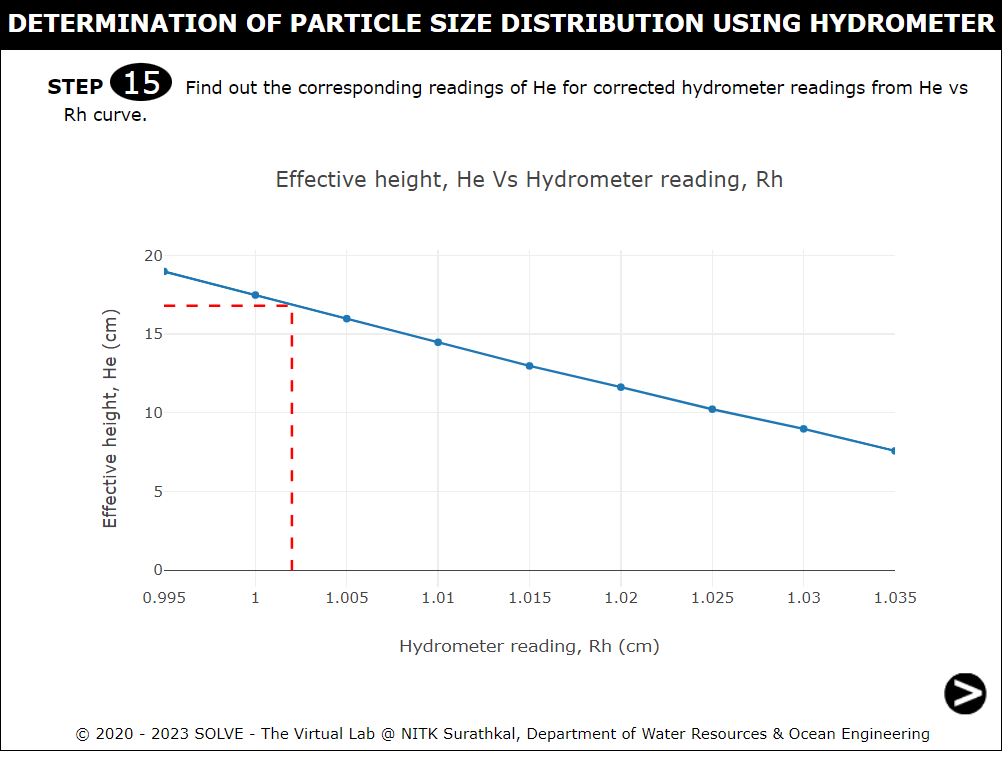 DETERMINATION OF PARTICLE SIZE DISTRIBUTION USING HYDROMETER
STEP 15 Find out the corresponding readings of He for corrected hydrometer readings from He vs
Rh curve.
Effective height, He Vs Hydrometer reading, Rh
Effective height, He (cm)
20
15
10
5
0
0.995 1 1.005 1.01 1.015 1.02 1.025 1.03 1.035
Hydrometer reading, Rh (cm)
>
© 2020 - 2023 SOLVE - The Virtual Lab @ NITK Surathkal, Department of Water Resources & Ocean Engineering